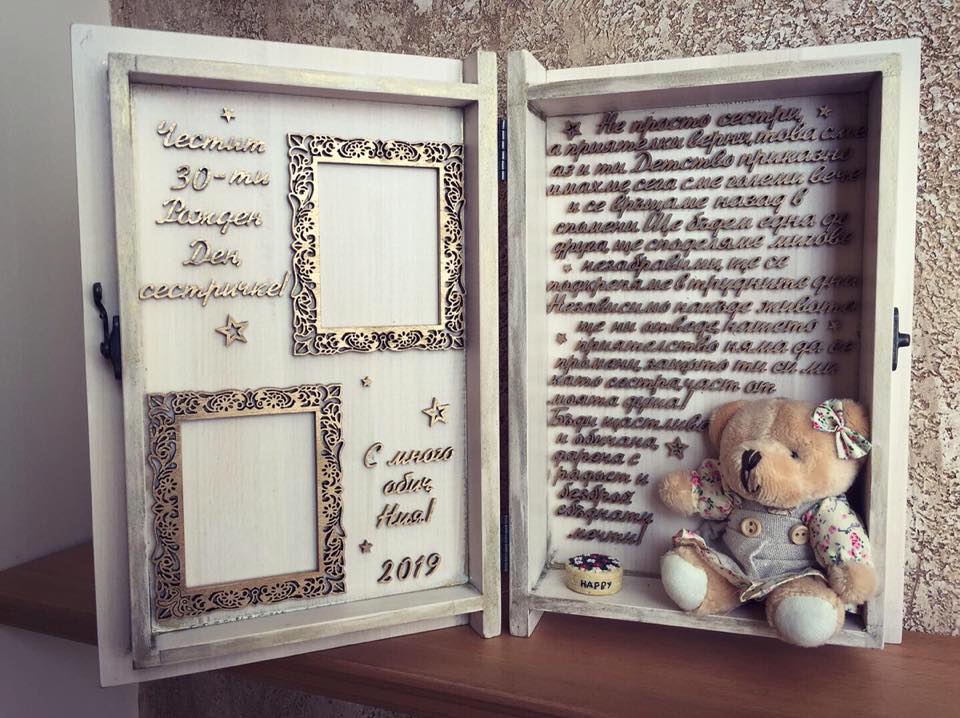 Честит
30-ти
Рожден
Ден,
сестричке!
С много
обич,
Ния!
2019
Не просто сестри,
а приятелки верни, това сме
аз и ти. Детство приказно
имахме, сега сме големи вече
и се връщаме назад в
спомени. Ще бъдем една до
друга, ще споделяме мигове
незабравими, ще се
подкрепяме в трудните дни.
Независимо накъде живота
ще ни отведе, нашето
приятелство няма да се
промени, защото ти си ми
като сестра, част от
моята душа!
Бъди щастлива
и обичана,
дарена с
радост и
безброй
сбъднати
мечти!
HAPPY